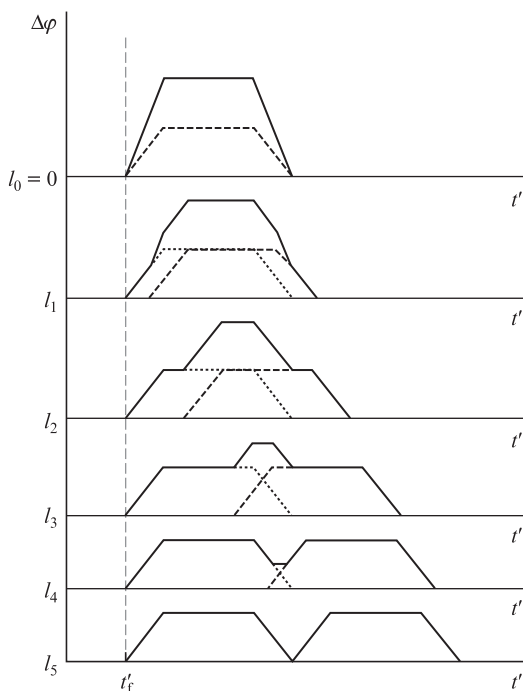 Δφ
l₀ = 0
t′
l₁
t′
l₂
t′
l₃
t′
l₄
t′
l₅
t′f
t′